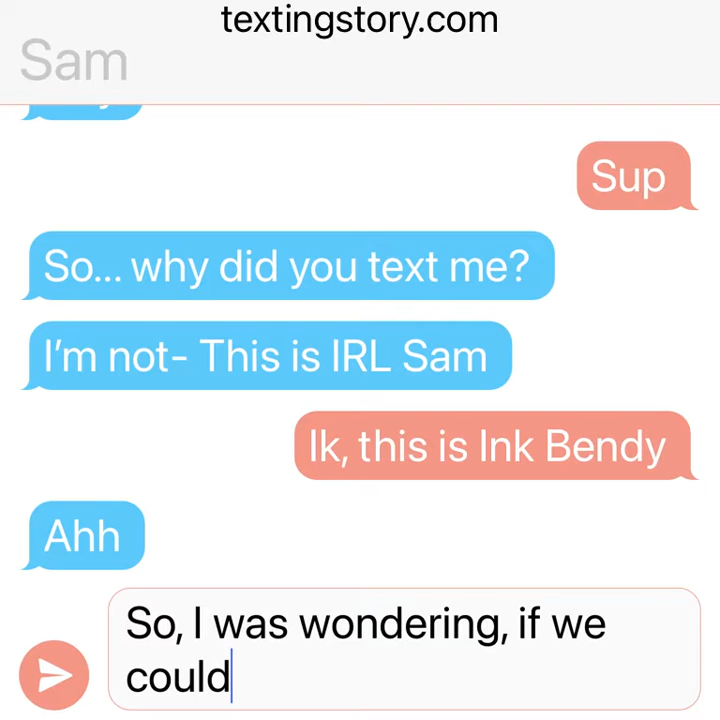 textingstory.com
Sam
Sup
So... why did you text me?
I'm not- This is IRL Sam
Ik, this is Ink Bendy
Ahh
So, I was wondering, if we
could